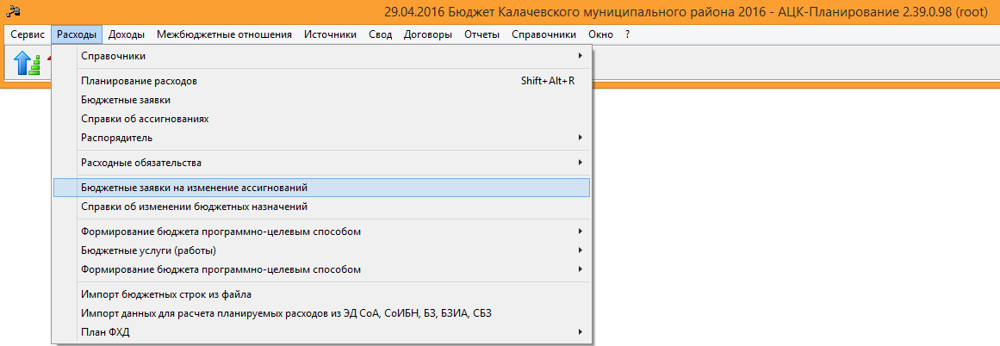 29.04.2016 Бюджет Калачевского муниципального района 2016 - АЦК-Планирование 2.39.0.98 (root)
Сервис Расходы Доходы Межбюджетные отношения Источники Свод Договоры Отчеты Справочники Окно ?
Справочники
Планирование расходов Shift+Alt+R
Бюджетные заявки
Справки об ассигнованиях
Распорядитель
Расходные обязательства
Бюджетные заявки на изменение ассигнований
Справки об изменении бюджетных назначений
Формирование бюджета программно-целевым способом
Бюджетные услуги (работы)
Формирование бюджета программно-целевым способом
Импорт бюджетных строк из файла
Импорт данных для расчета планируемых расходов из ЭД СоА, СоИБН, БЗ, БЗИА, СБЗ
План ФХД